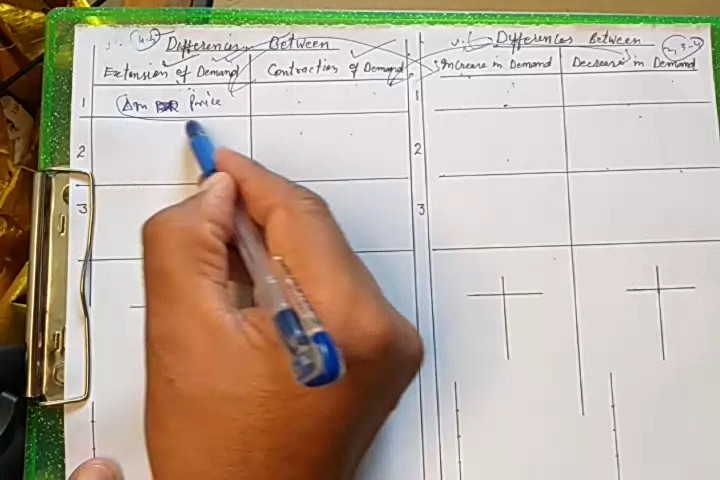 Differences Between
Extension of Demand
Contraction of Demand
1
Δm Price
2
3
v.f Differences Between
Increase in Demand
Decrease in Demand
1
2
3